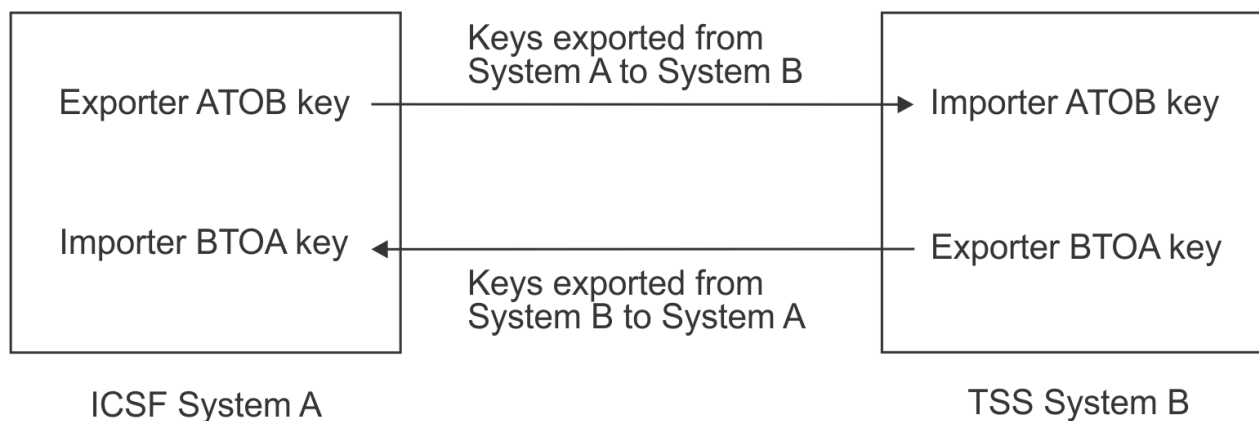 Keys exported from
System A to System B
Exporter ATOB key
Importer ATOB key
Importer BTOA key
Exporter BTOA key
Keys exported from
System B to System A
ICSF System A
TSS System B